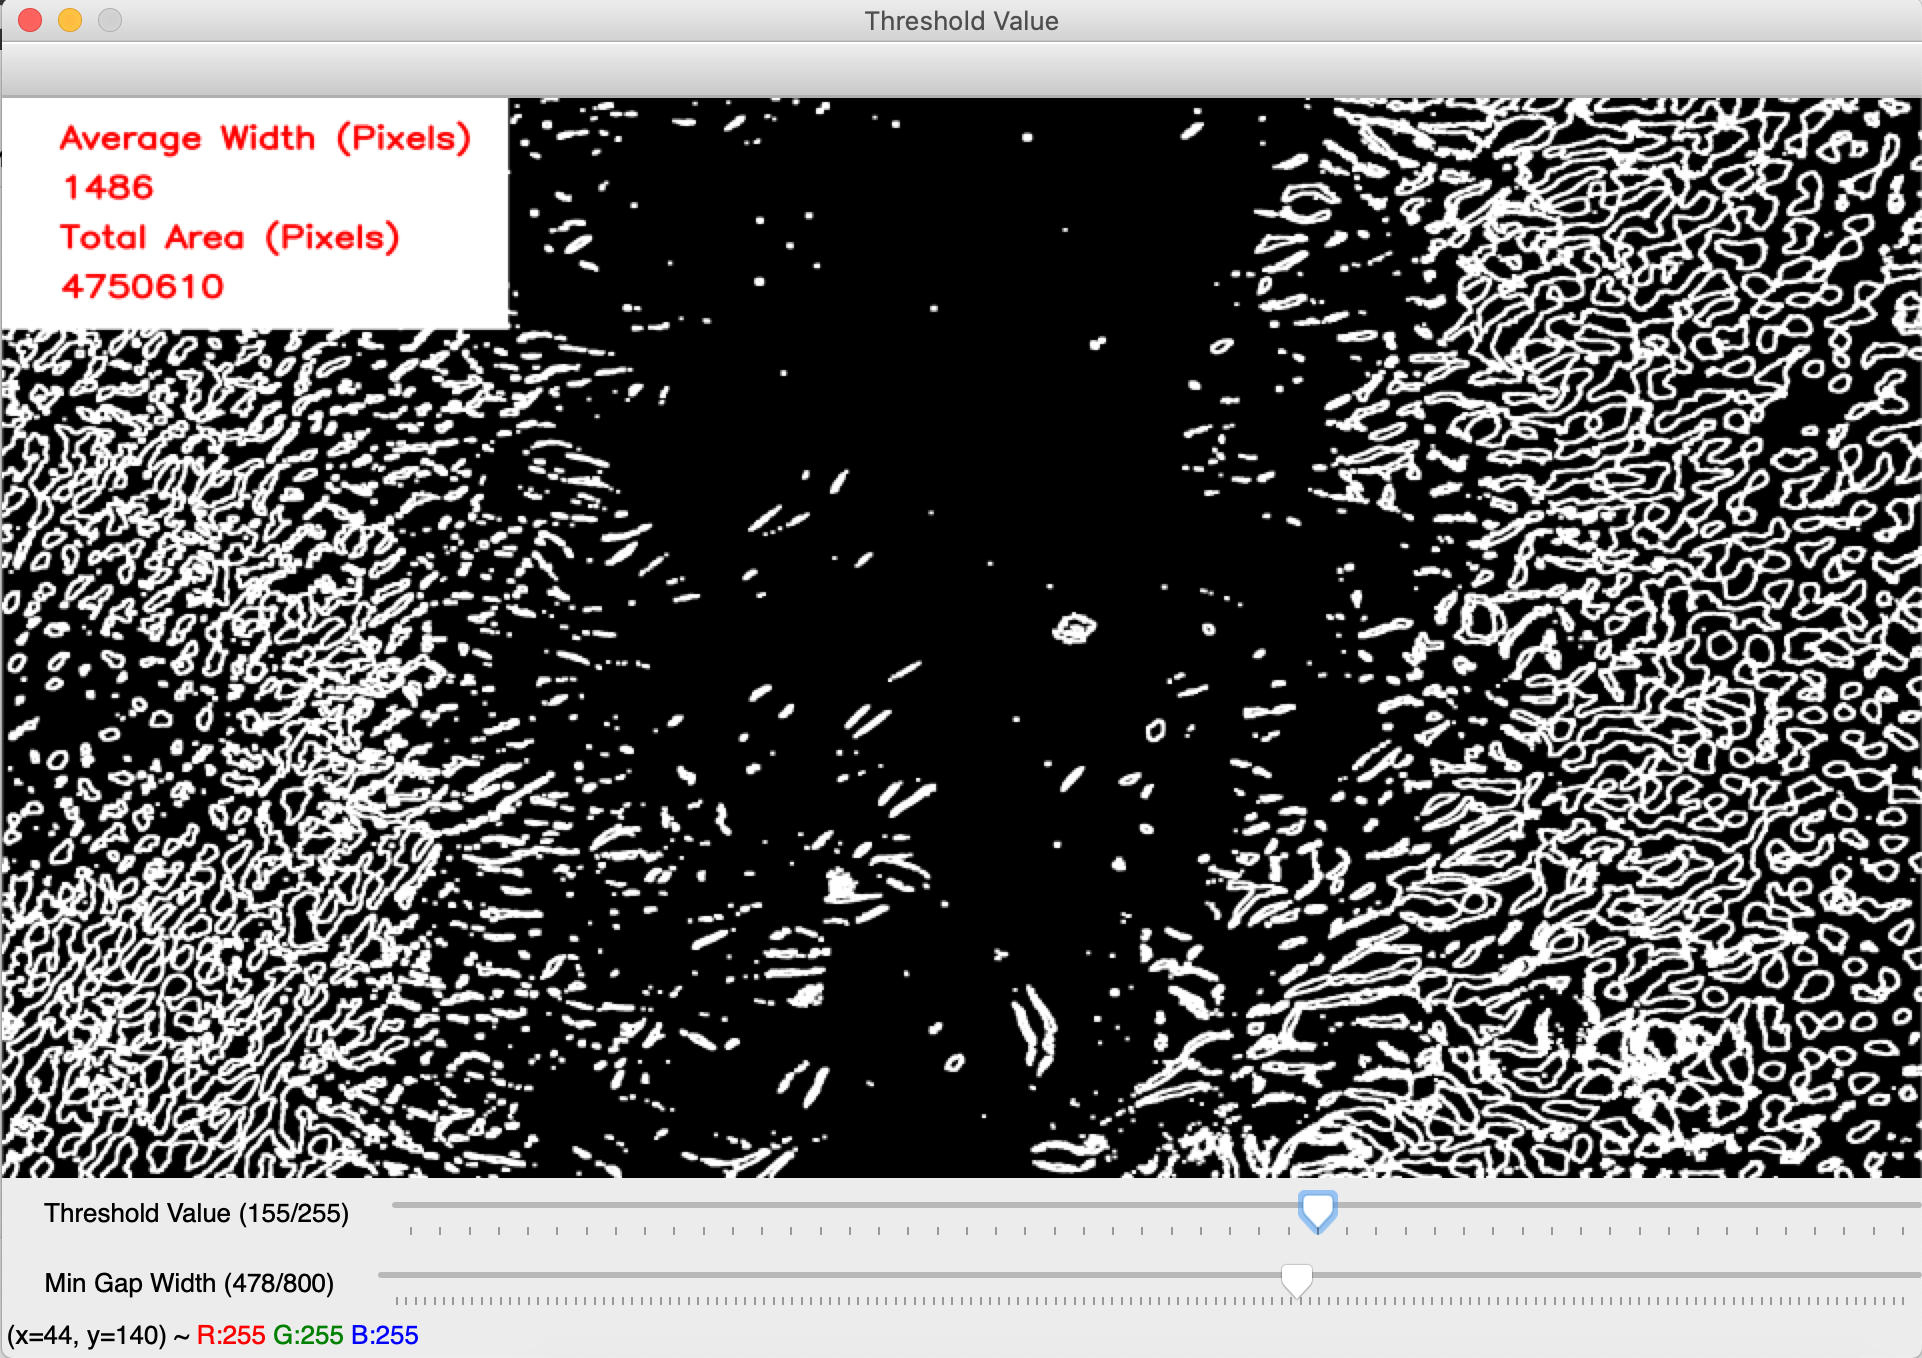 Threshold Value
Average Width (Pixels)
1486
Total Area (Pixels)
4750610
Threshold Value (155/255)
Min Gap Width (478/800)
(x=44, y=140) ~ R:255 G:255 B:255